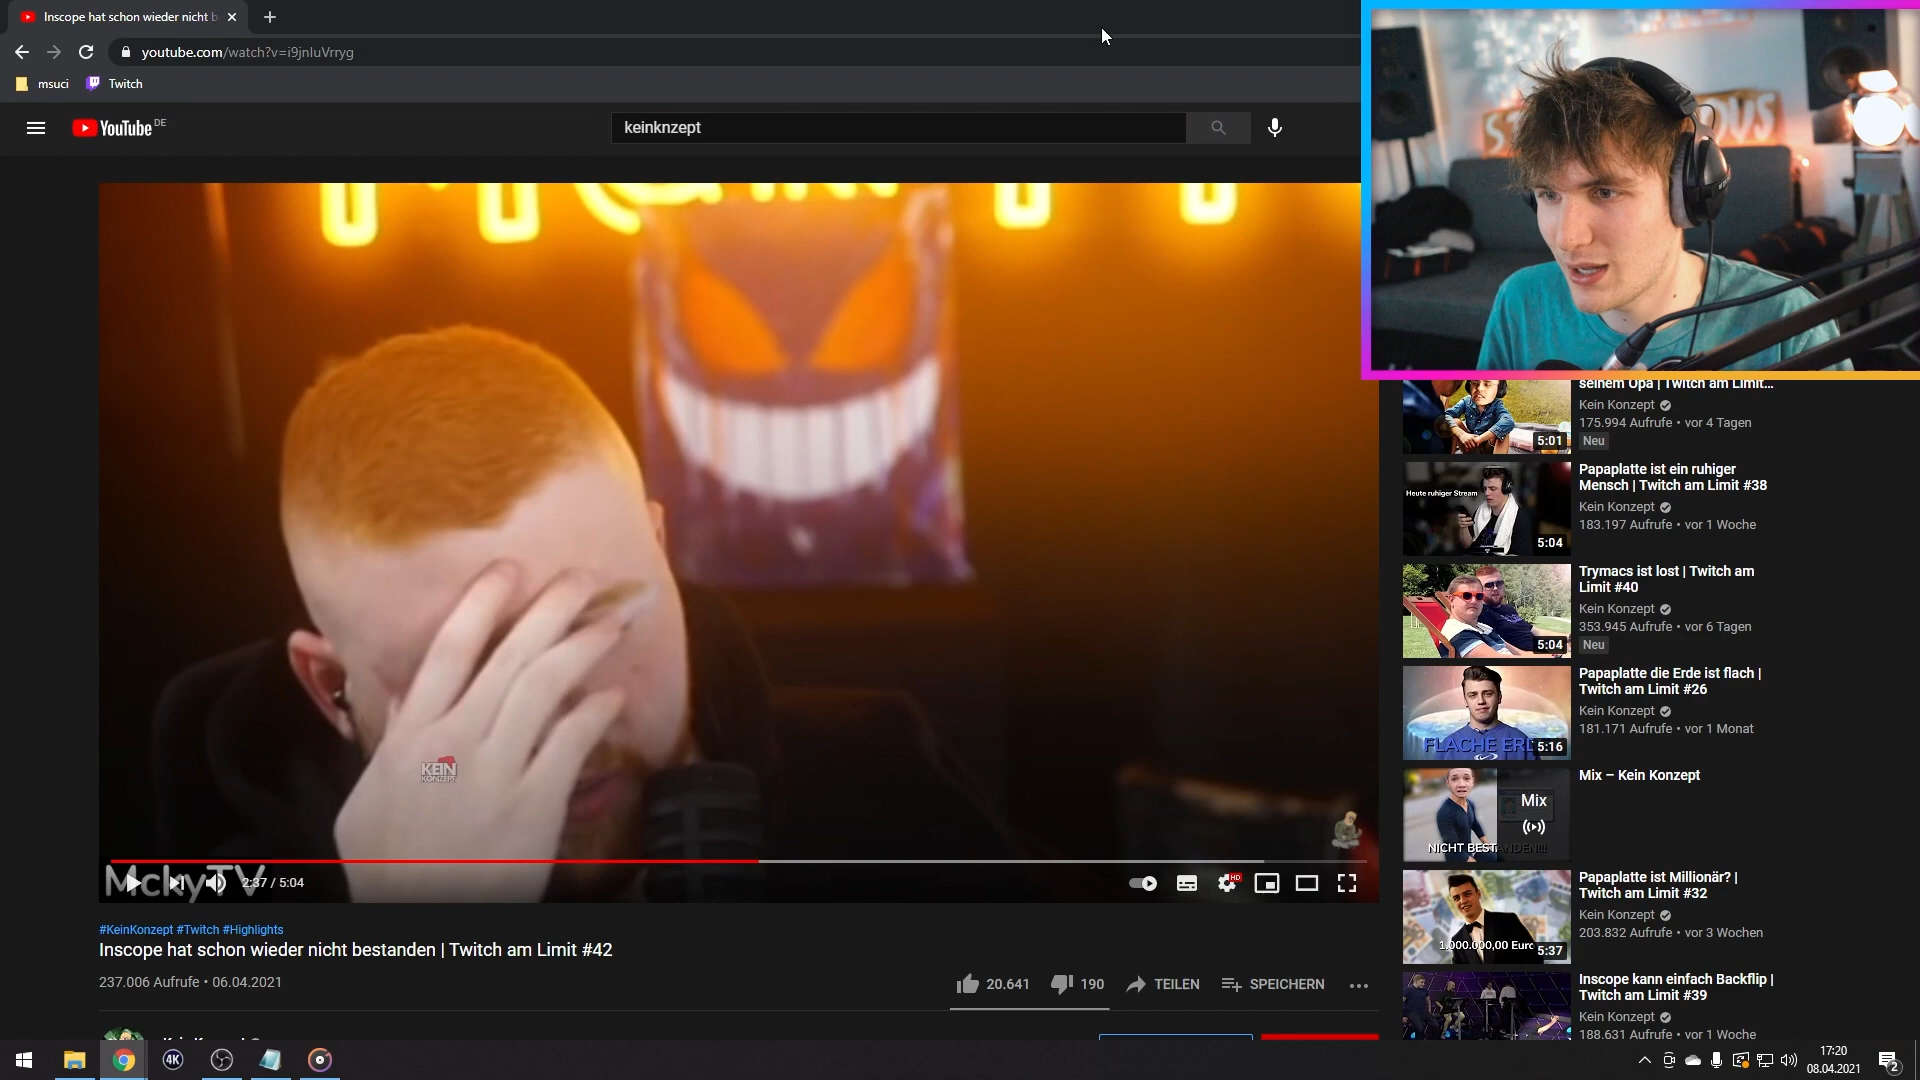 Inscope hat schon wieder nicht b
youtube.com/watch?v=i9jnluVrryg
msuci
Twitch
YouTube DE
keinknzept
KEIN
KONZEPT
MckyTV
2:37 / 5:04
HD
#KeinKonzept #Twitch #Highlights
Inscope hat schon wieder nicht bestanden | Twitch am Limit #42
237.006 Aufrufe • 06.04.2021
20.641
190
TEILEN
SPEICHERN
seinem Opa | Twitch am Limit...
Kein Konzept
175.994 Aufrufe • vor 4 Tagen
Neu
5:01
Papaplatte ist ein ruhiger
Mensch | Twitch am Limit #38
Kein Konzept
183.197 Aufrufe • vor 1 Woche
Heute ruhiger Stream
5:04
Trymacs ist lost | Twitch am
Limit #40
Kein Konzept
353.945 Aufrufe • vor 6 Tagen
Neu
5:04
Papaplatte die Erde ist flach |
Twitch am Limit #26
Kein Konzept
181.171 Aufrufe • vor 1 Monat
FLACHE
5:16
Mix – Kein Konzept
Mix
NICHT BESTANDEN!!!
Papaplatte ist Millionär? |
Twitch am Limit #32
Kein Konzept
203.832 Aufrufe • vor 3 Wochen
1.000.000,00 Euro
5:37
Inscope kann einfach Backflip |
Twitch am Limit #39
Kein Konzept
188.631 Aufrufe • vor 1 Woche
4K
17:20
08.04.2021
2